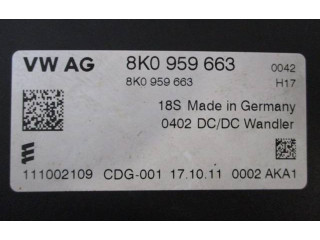 VW AG 8K0 959 663 0042
8K0 959 663 H17
18S Made in Germany
0402 DC/DC Wandler
111002109 CDG-001 17.10.11 0002 AKA1